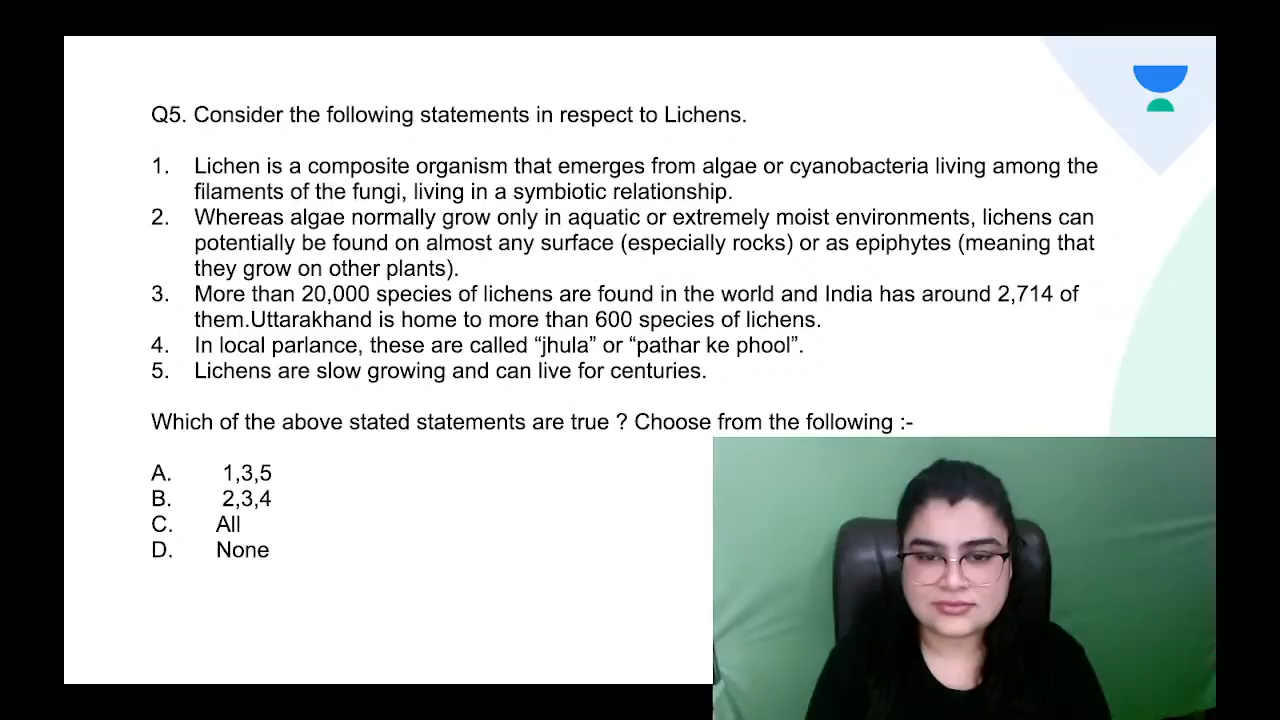 Q5. Consider the following statements in respect to Lichens.
1. Lichen is a composite organism that emerges from algae or cyanobacteria living among the
filaments of the fungi, living in a symbiotic relationship.
2. Whereas algae normally grow only in aquatic or extremely moist environments, lichens can
potentially be found on almost any surface (especially rocks) or as epiphytes (meaning that
they grow on other plants).
3. More than 20,000 species of lichens are found in the world and India has around 2,714 of
them.Uttarakhand is home to more than 600 species of lichens.
4. In local parlance, these are called “jhula” or “pathar ke phool”.
5. Lichens are slow growing and can live for centuries.
Which of the above stated statements are true ? Choose from the following :-
A. 1,3,5
B. 2,3,4
C. All
D. None